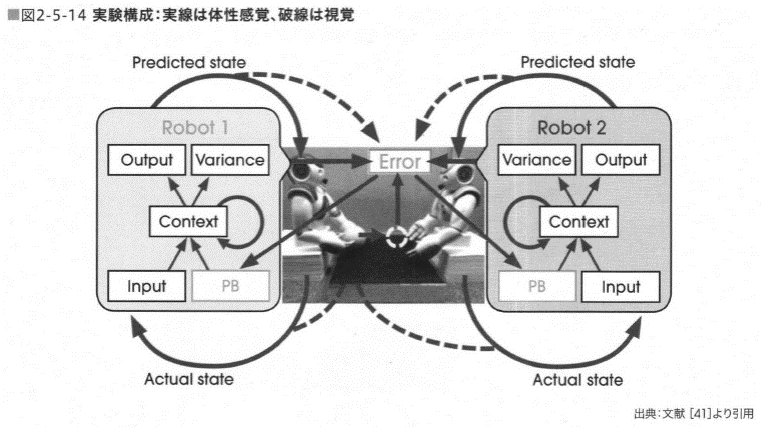 ■図2-5-14 実験構成：実線は体性感覚、破線は視覚
Predicted state
Predicted state
Robot 1
Robot 2
Output
Variance
Error
Variance
Output
Context
Context
Input
PB
PB
Input
Actual state
Actual state
出典：文献 [41]より引用